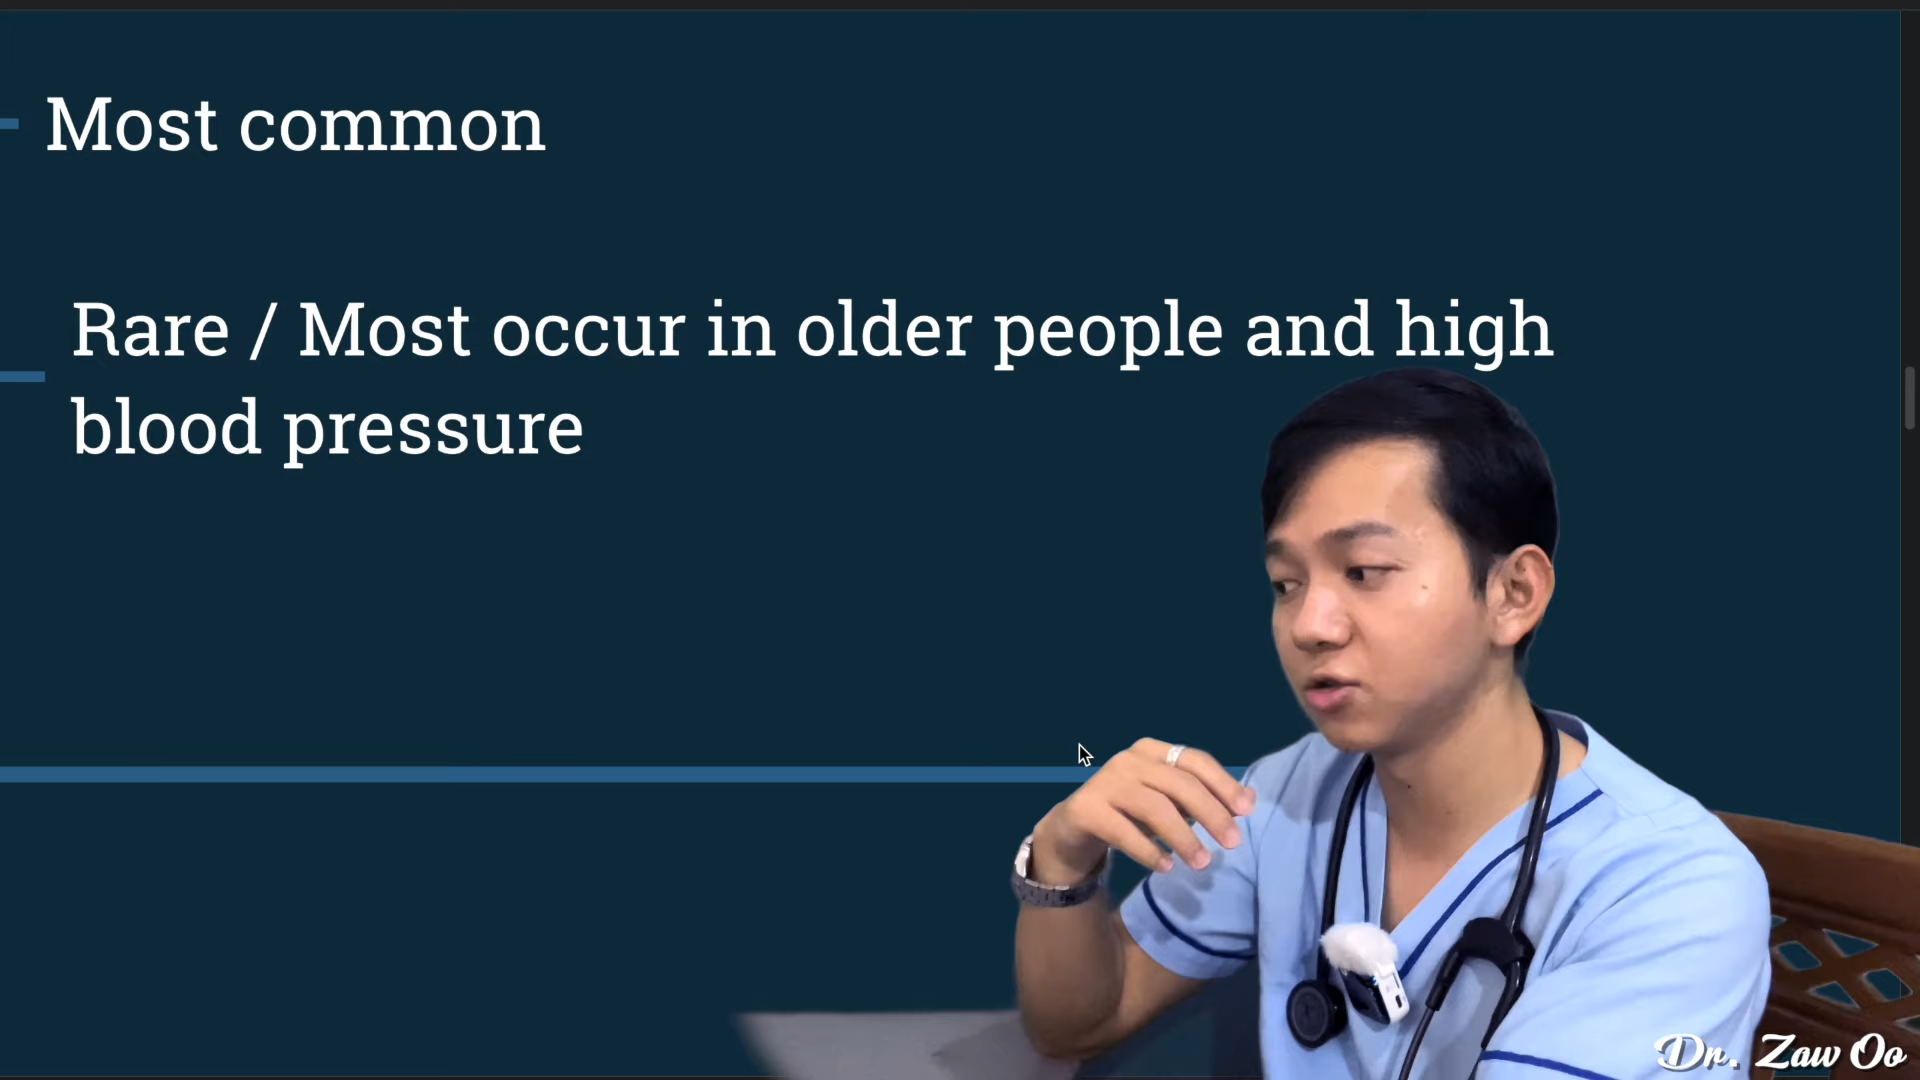 Most common
Rare / Most occur in older people and high
blood pressure
Dr. Zaw Oo